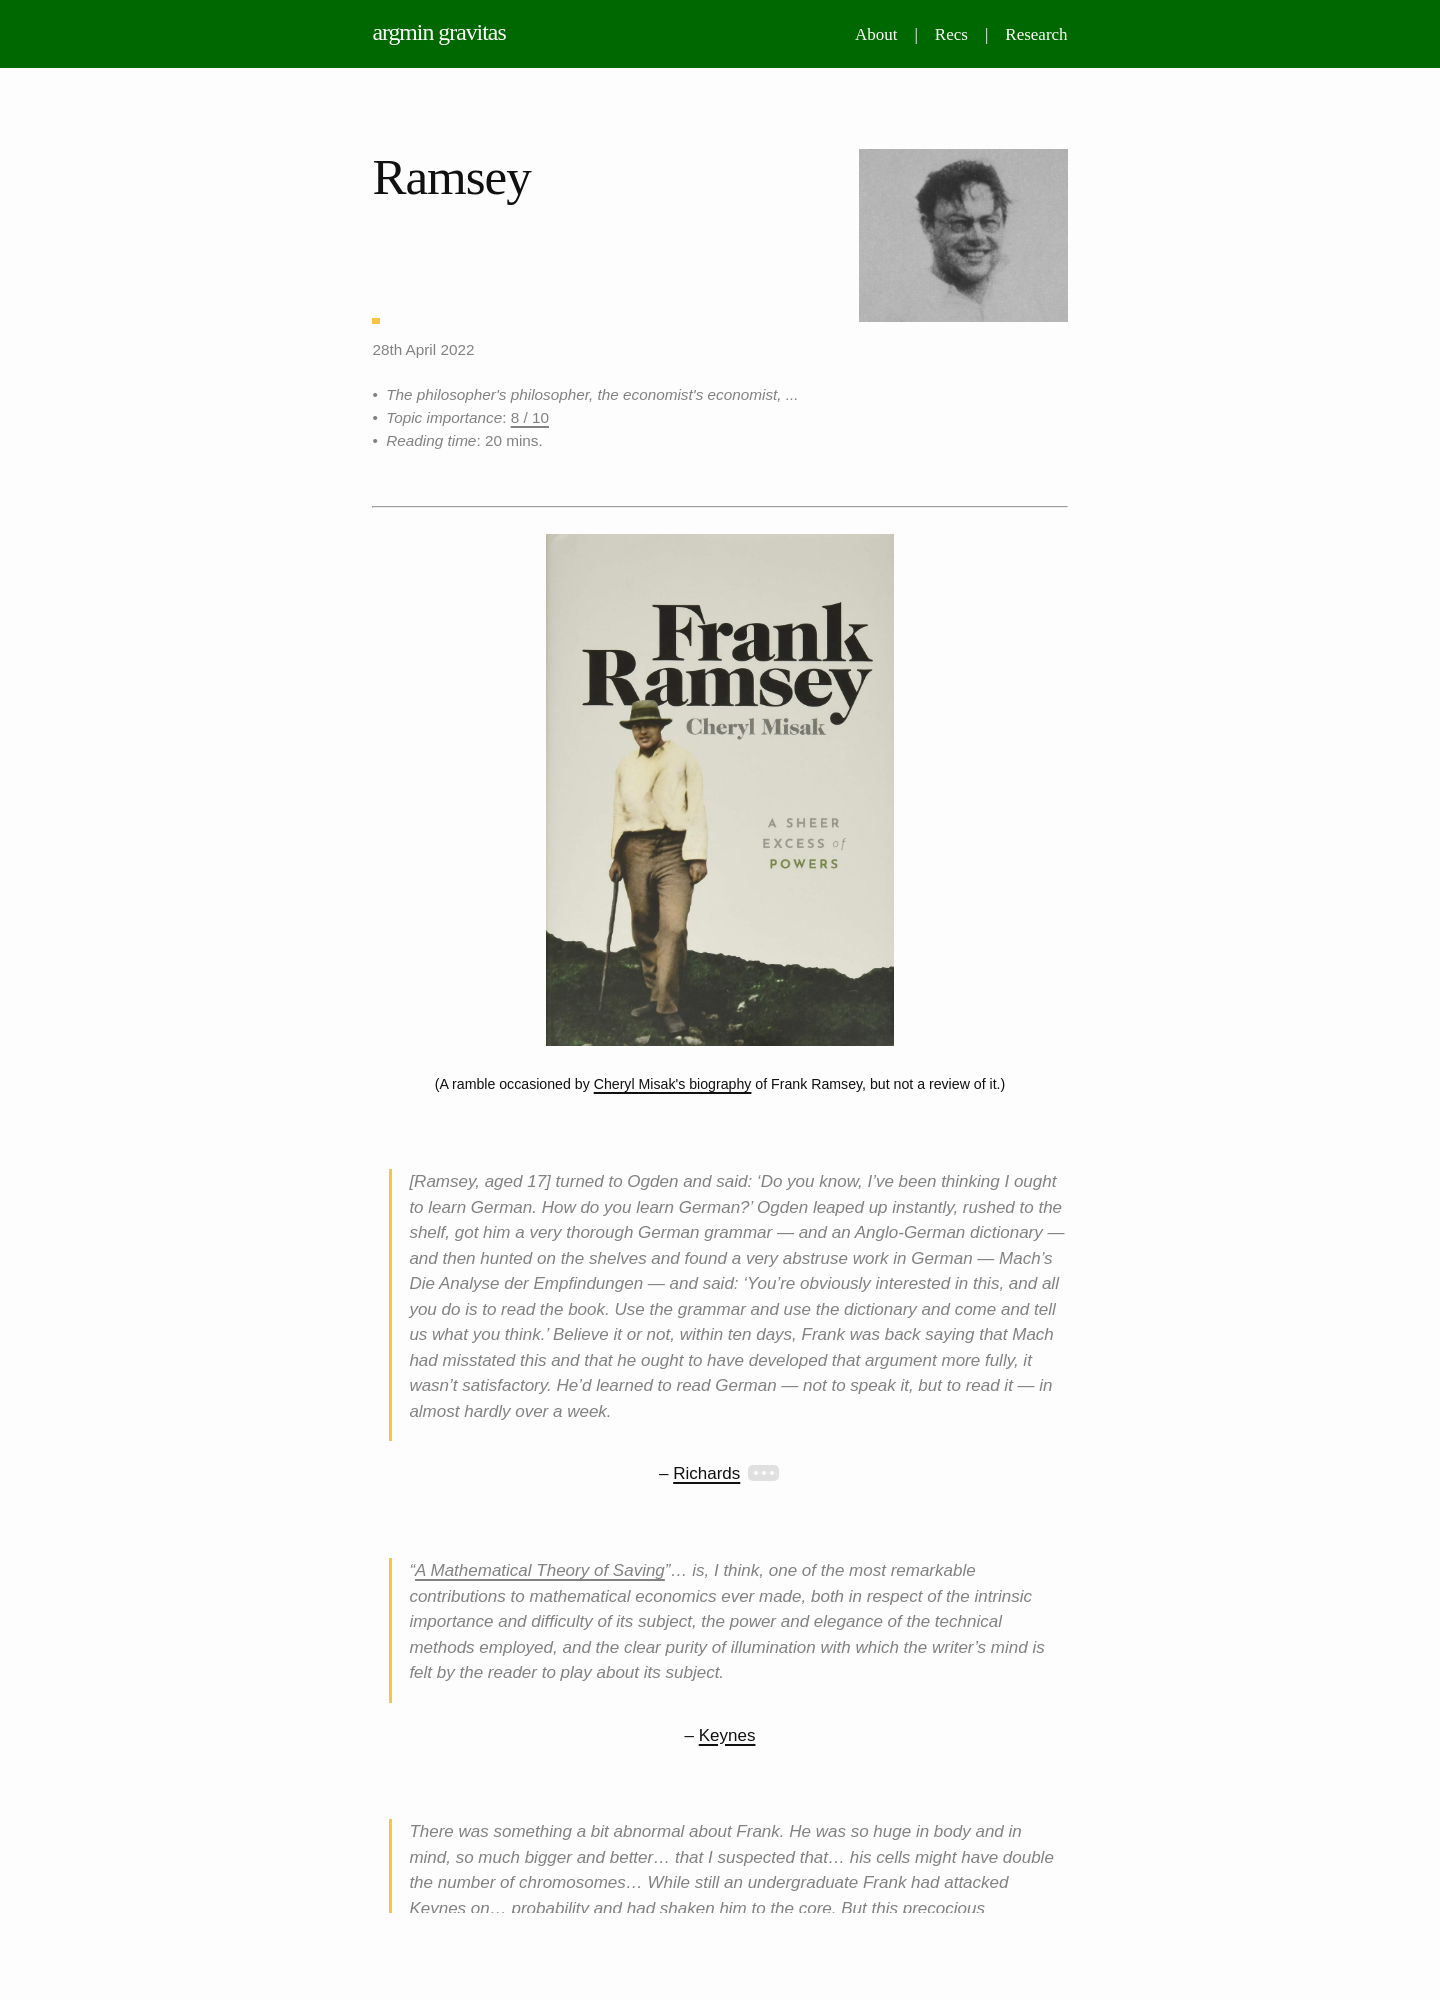 argmin gravitas
About | Recs | Research
Ramsey
28th April 2022
• The philosopher's philosopher, the economist's economist, ...
• Topic importance: 8 / 10
• Reading time: 20 mins.
Frank
Ramsey
Cheryl Misak
A SHEER
EXCESS of
POWERS
(A ramble occasioned by Cheryl Misak's biography of Frank Ramsey, but not a review of it.)
[Ramsey, aged 17] turned to Ogden and said: ‘Do you know, I’ve been thinking I ought
to learn German. How do you learn German?’ Ogden leaped up instantly, rushed to the
shelf, got him a very thorough German grammar — and an Anglo-German dictionary —
and then hunted on the shelves and found a very abstruse work in German — Mach’s
Die Analyse der Empfindungen — and said: ‘You’re obviously interested in this, and all
you do is to read the book. Use the grammar and use the dictionary and come and tell
us what you think.’ Believe it or not, within ten days, Frank was back saying that Mach
had misstated this and that he ought to have developed that argument more fully, it
wasn’t satisfactory. He’d learned to read German — not to speak it, but to read it — in
almost hardly over a week.
– Richards
“A Mathematical Theory of Saving”… is, I think, one of the most remarkable
contributions to mathematical economics ever made, both in respect of the intrinsic
importance and difficulty of its subject, the power and elegance of the technical
methods employed, and the clear purity of illumination with which the writer’s mind is
felt by the reader to play about its subject.
– Keynes
There was something a bit abnormal about Frank. He was so huge in body and in
mind, so much bigger and better… that I suspected that… his cells might have double
the number of chromosomes… While still an undergraduate Frank had attacked
Keynes on… probability and had shaken him to the core. But this precocious